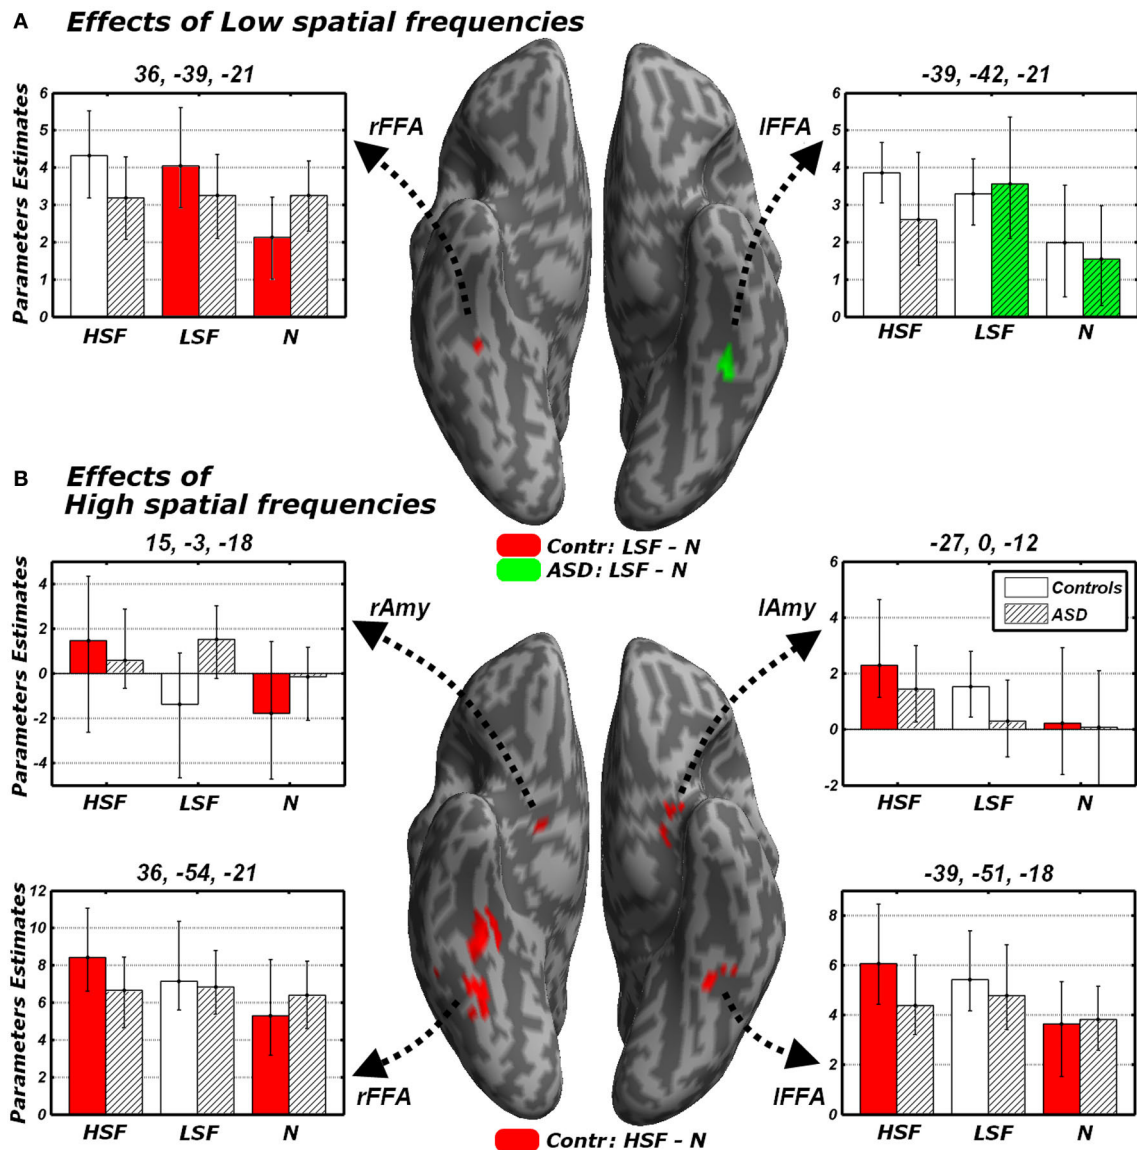 A Effects of Low spatial frequencies
36, -39, -21
Parameters Estimates
6
5
4
3
2
1
0
HSF LSF N
rFFA
lFFA
-39, -42, -21
6
5
4
3
2
1
0
HSF LSF N
B Effects of
High spatial frequencies
Contr: LSF - N
ASD: LSF - N
15, -3, -18
Parameters Estimates
4
2
0
-2
-4
HSF LSF N
rAmy
lAmy
-27, 0, -12
Controls
ASD
6
4
2
0
-2
HSF LSF N
36, -54, -21
Parameters Estimates
12
10
8
6
4
2
0
HSF LSF N
rFFA
lFFA
-39, -51, -18
8
6
4
2
0
HSF LSF N
Contr: HSF - N